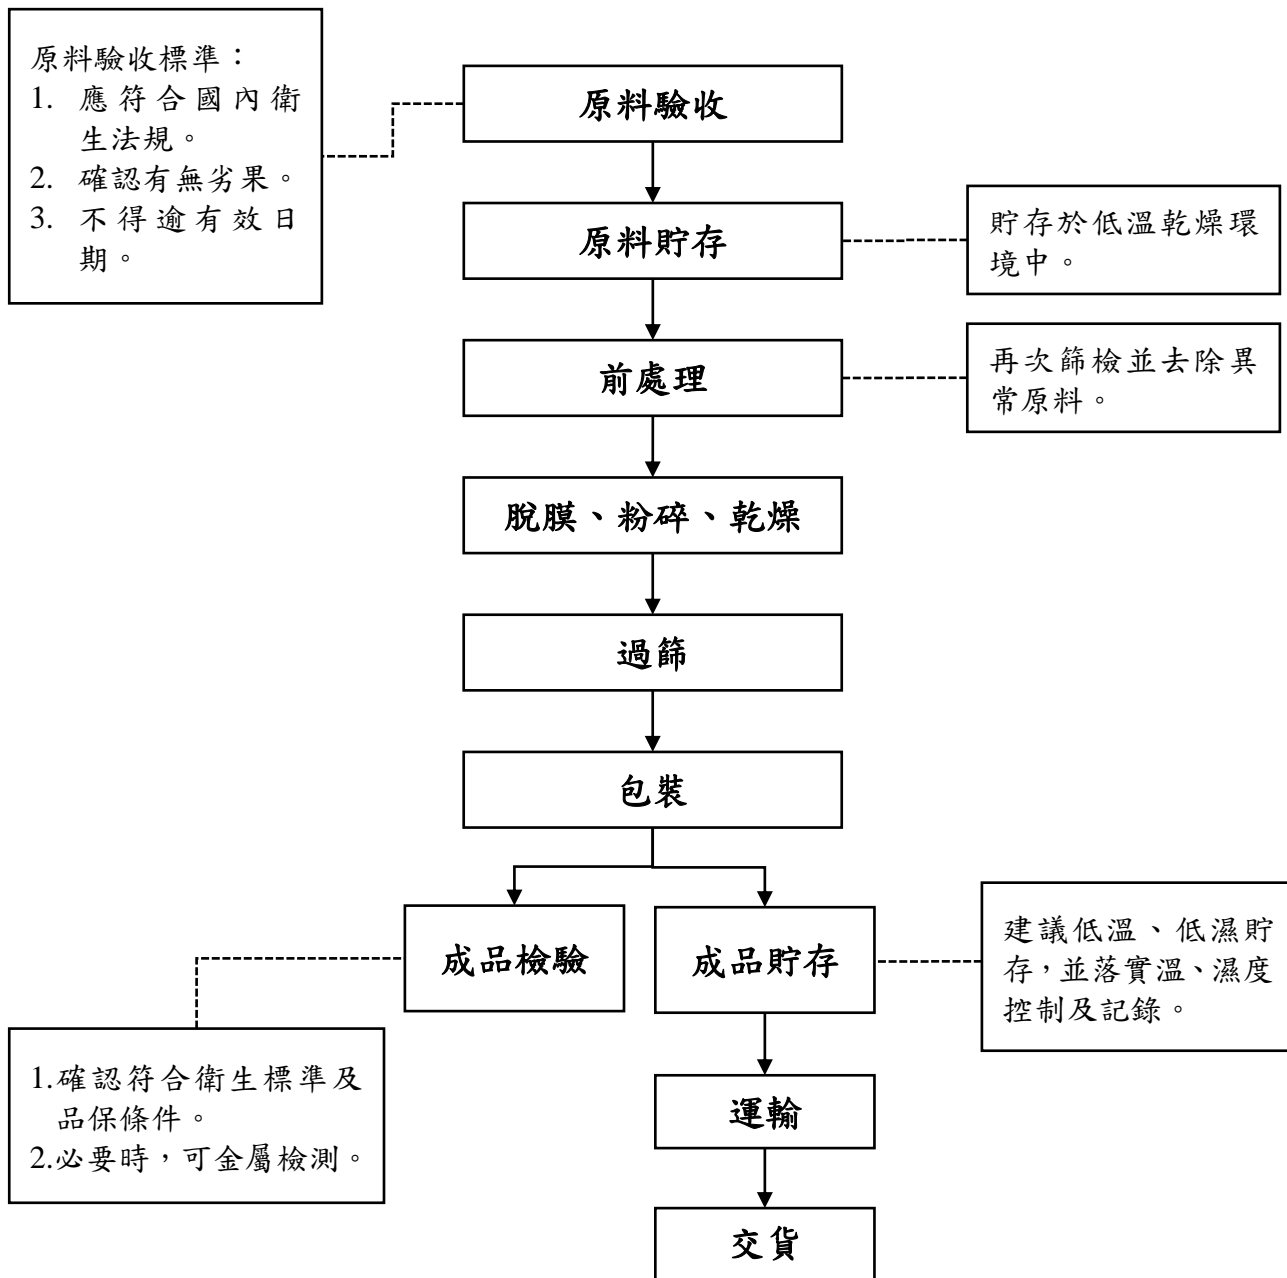 原料驗收標準：
1. 應符合國內衛
生法規。
2. 確認有無劣果。
3. 不得逾有效日
期。
原料驗收
原料貯存
貯存於低溫乾燥環
境中。
前處理
再次篩檢並去除異
常原料。
脫膜、粉碎、乾燥
過篩
包裝
成品檢驗
成品貯存
建議低溫、低濕貯
存，並落實溫、濕度
控制及記錄。
1.確認符合衛生標準及
品保條件。
2.必要時，可金屬檢測。
運輸
交貨